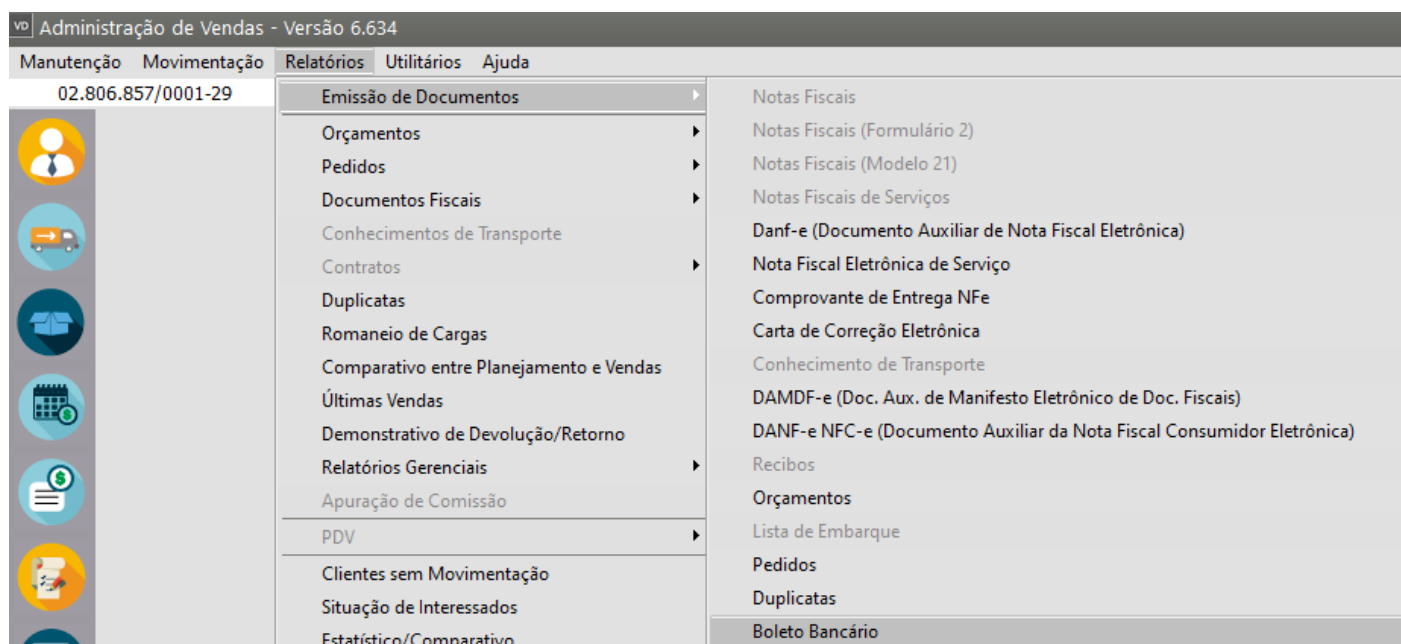 VD Administração de Vendas - Versão 6.634
Manutenção Movimentação Relatórios Utilitários Ajuda
02.806.857/0001-29
Emissão de Documentos
Orçamentos
Pedidos
Documentos Fiscais
Conhecimentos de Transporte
Contratos
Duplicatas
Romaneio de Cargas
Comparativo entre Planejamento e Vendas
Últimas Vendas
Demonstrativo de Devolução/Retorno
Relatórios Gerenciais
Apuração de Comissão
PDV
Clientes sem Movimentação
Situação de Interessados
Estatístico/Comparativo
Notas Fiscais
Notas Fiscais (Formulário 2)
Notas Fiscais (Modelo 21)
Notas Fiscais de Serviços
Danf-e (Documento Auxiliar de Nota Fiscal Eletrônica)
Nota Fiscal Eletrônica de Serviço
Comprovante de Entrega NFe
Carta de Correção Eletrônica
Conhecimento de Transporte
DAMDF-e (Doc. Aux. de Manifesto Eletrônico de Doc. Fiscais)
DANF-e NFC-e (Documento Auxiliar da Nota Fiscal Consumidor Eletrônica)
Recibos
Orçamentos
Lista de Embarque
Pedidos
Duplicatas
Boleto Bancário